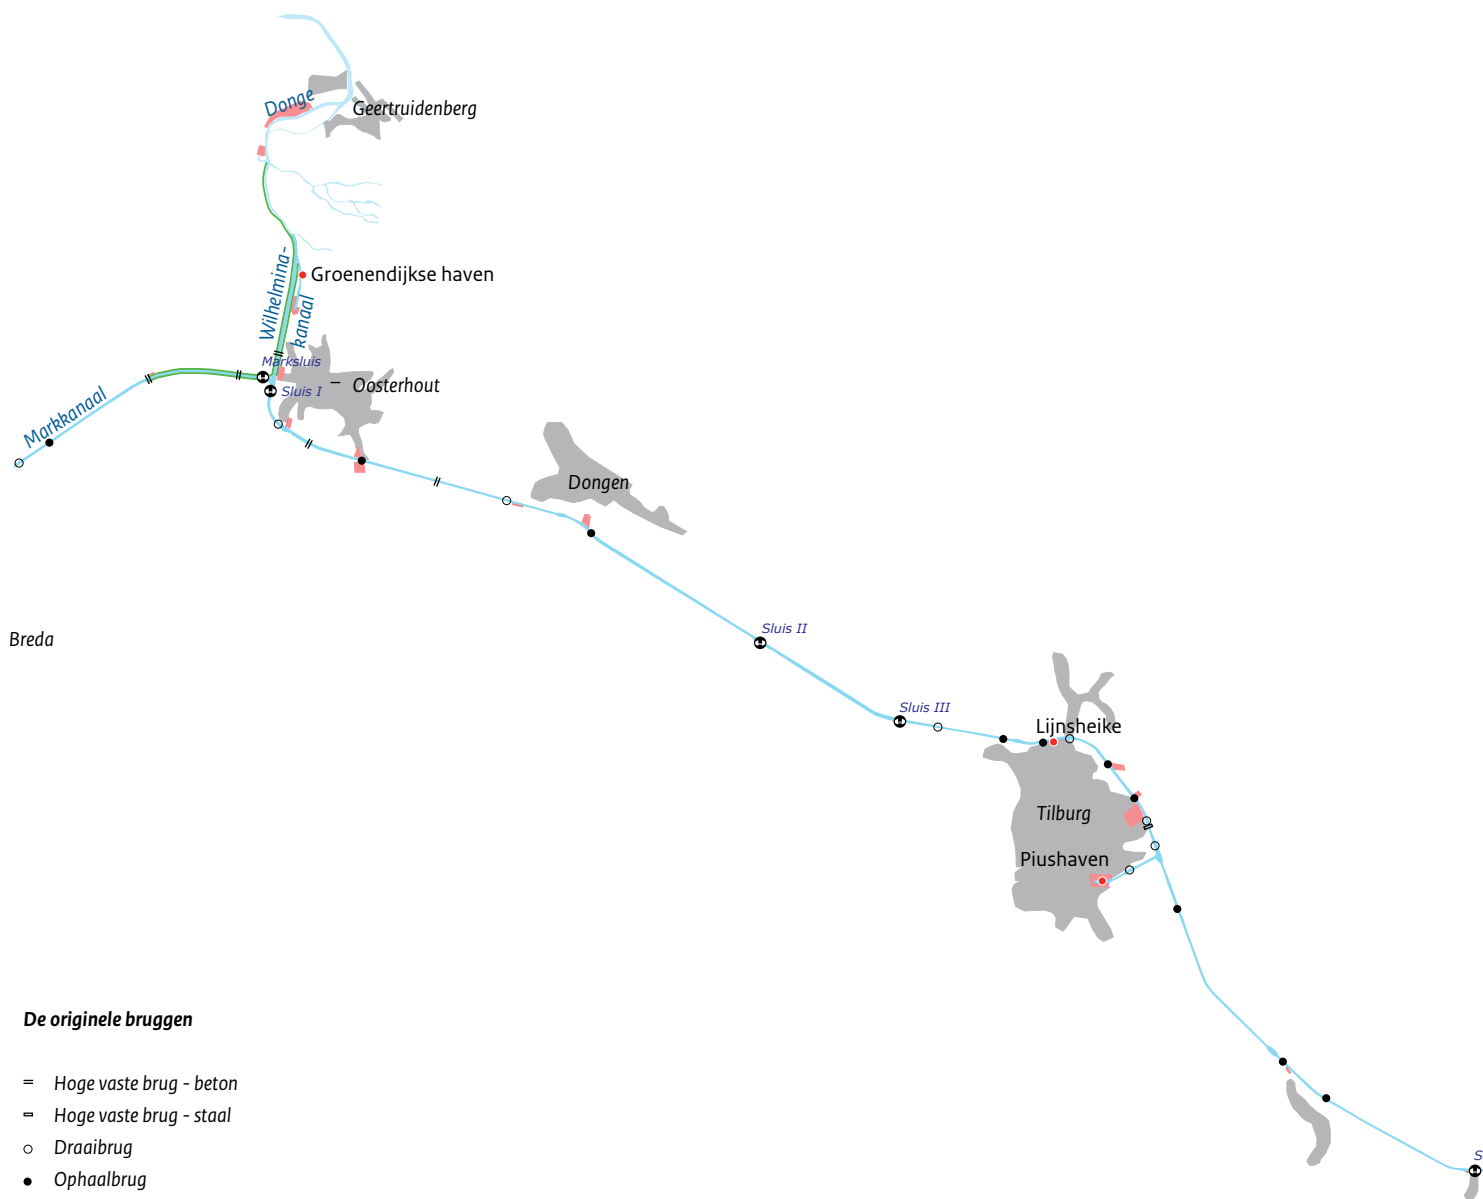 Donge
Geertruidenberg
Wilhelmina-
kanaal
Groenendijkse haven
Marksluis
Sluis I
Oosterhout
Markkanaal
Dongen
Breda
Sluis II
Sluis III
Lijnsheike
Tilburg
Piushaven
De originele bruggen
Hoge vaste brug - beton
Hoge vaste brug - staal
Draaibrug
Ophaalbrug
S